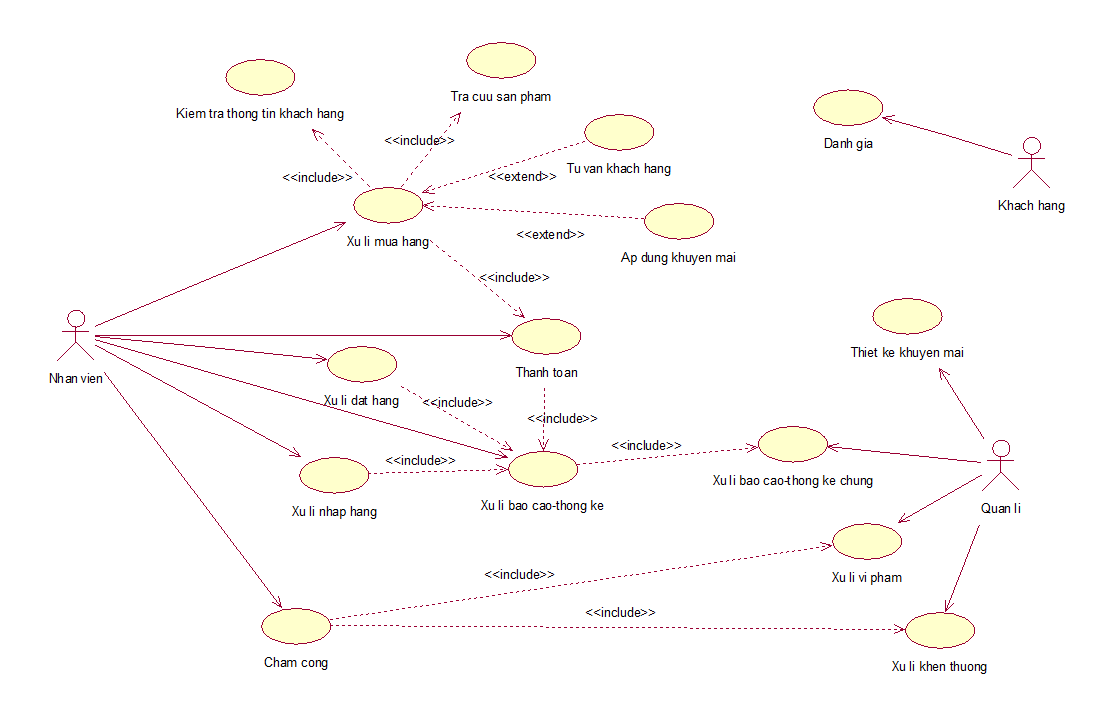 Tra cuu san pham
Kiem tra thong tin khach hang
<<include>>
Danh gia
Tu van khach hang
<<include>>
<<extend>>
Khach hang
Xu li mua hang
<<extend>>
Ap dung khuyen mai
<<include>>
Thiet ke khuyen mai
Nhan vien
Thanh toan
Xu li dat hang
<<include>>
<<include>>
<<include>>
<<include>>
Xu li bao cao-thong ke chung
Xu li nhap hang
Xu li bao cao-thong ke
Quan li
<<include>>
Xu li vi pham
<<include>>
Cham cong
Xu li khen thuong